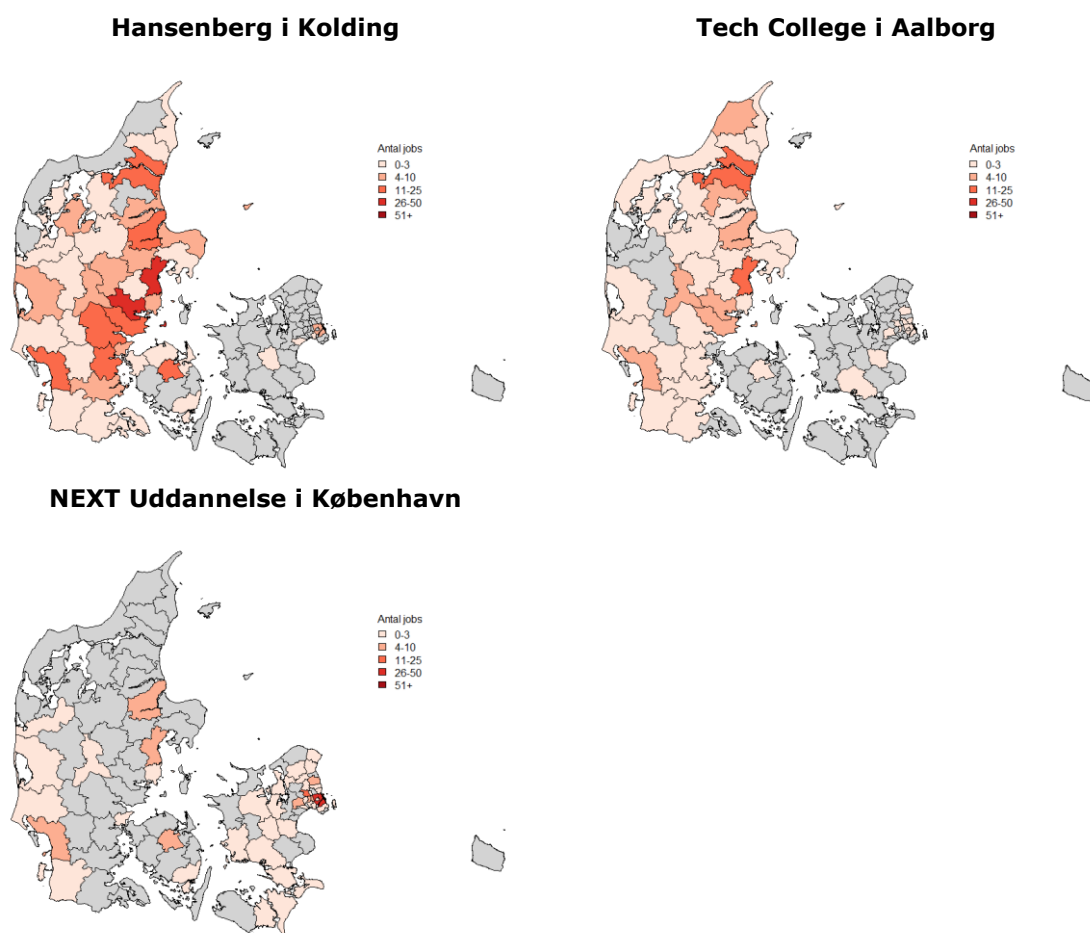 Hansenberg i Kolding
Antal jobs
0-3
4-10
11-25
26-50
51+
Tech College i Aalborg
Antal jobs
0-3
4-10
11-25
26-50
51+
NEXT Uddannelse i København
Antal jobs
0-3
4-10
11-25
26-50
51+